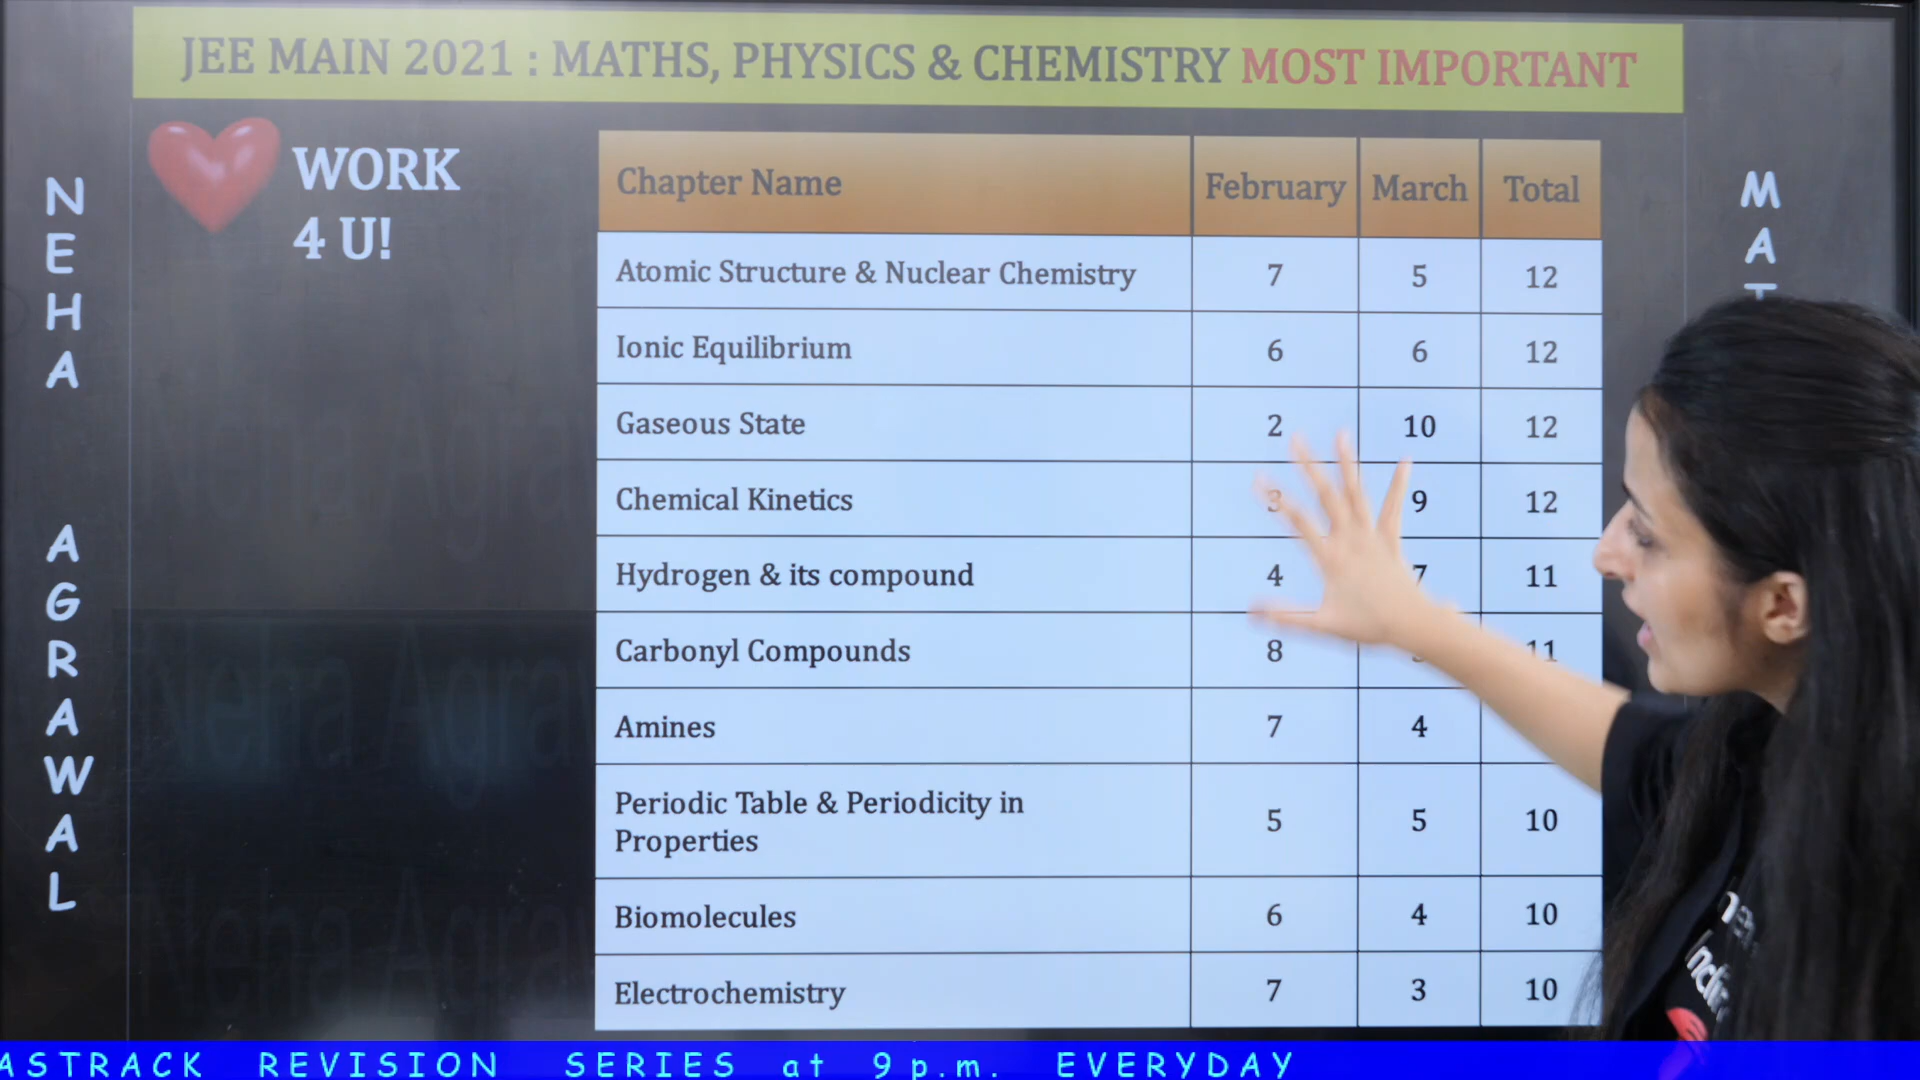 JEE MAIN 2021 : MATHS, PHYSICS & CHEMISTRY MOST IMPORTANT
WORK
4 U!
NEHA AGRAWAL
Chapter Name February March Total
Atomic Structure & Nuclear Chemistry 7 5 12
Ionic Equilibrium 6 6 12
Gaseous State 2 10 12
Chemical Kinetics 3 9 12
Hydrogen & its compound 4 7 11
Carbonyl Compounds 8 11
Amines 7 4
Periodic Table & Periodicity in
Properties 5 5 10
Biomolecules 6 4 10
Electrochemistry 7 3 10
MAT
ASTRACK REVISION SERIES at 9 p.m. EVERYDAY